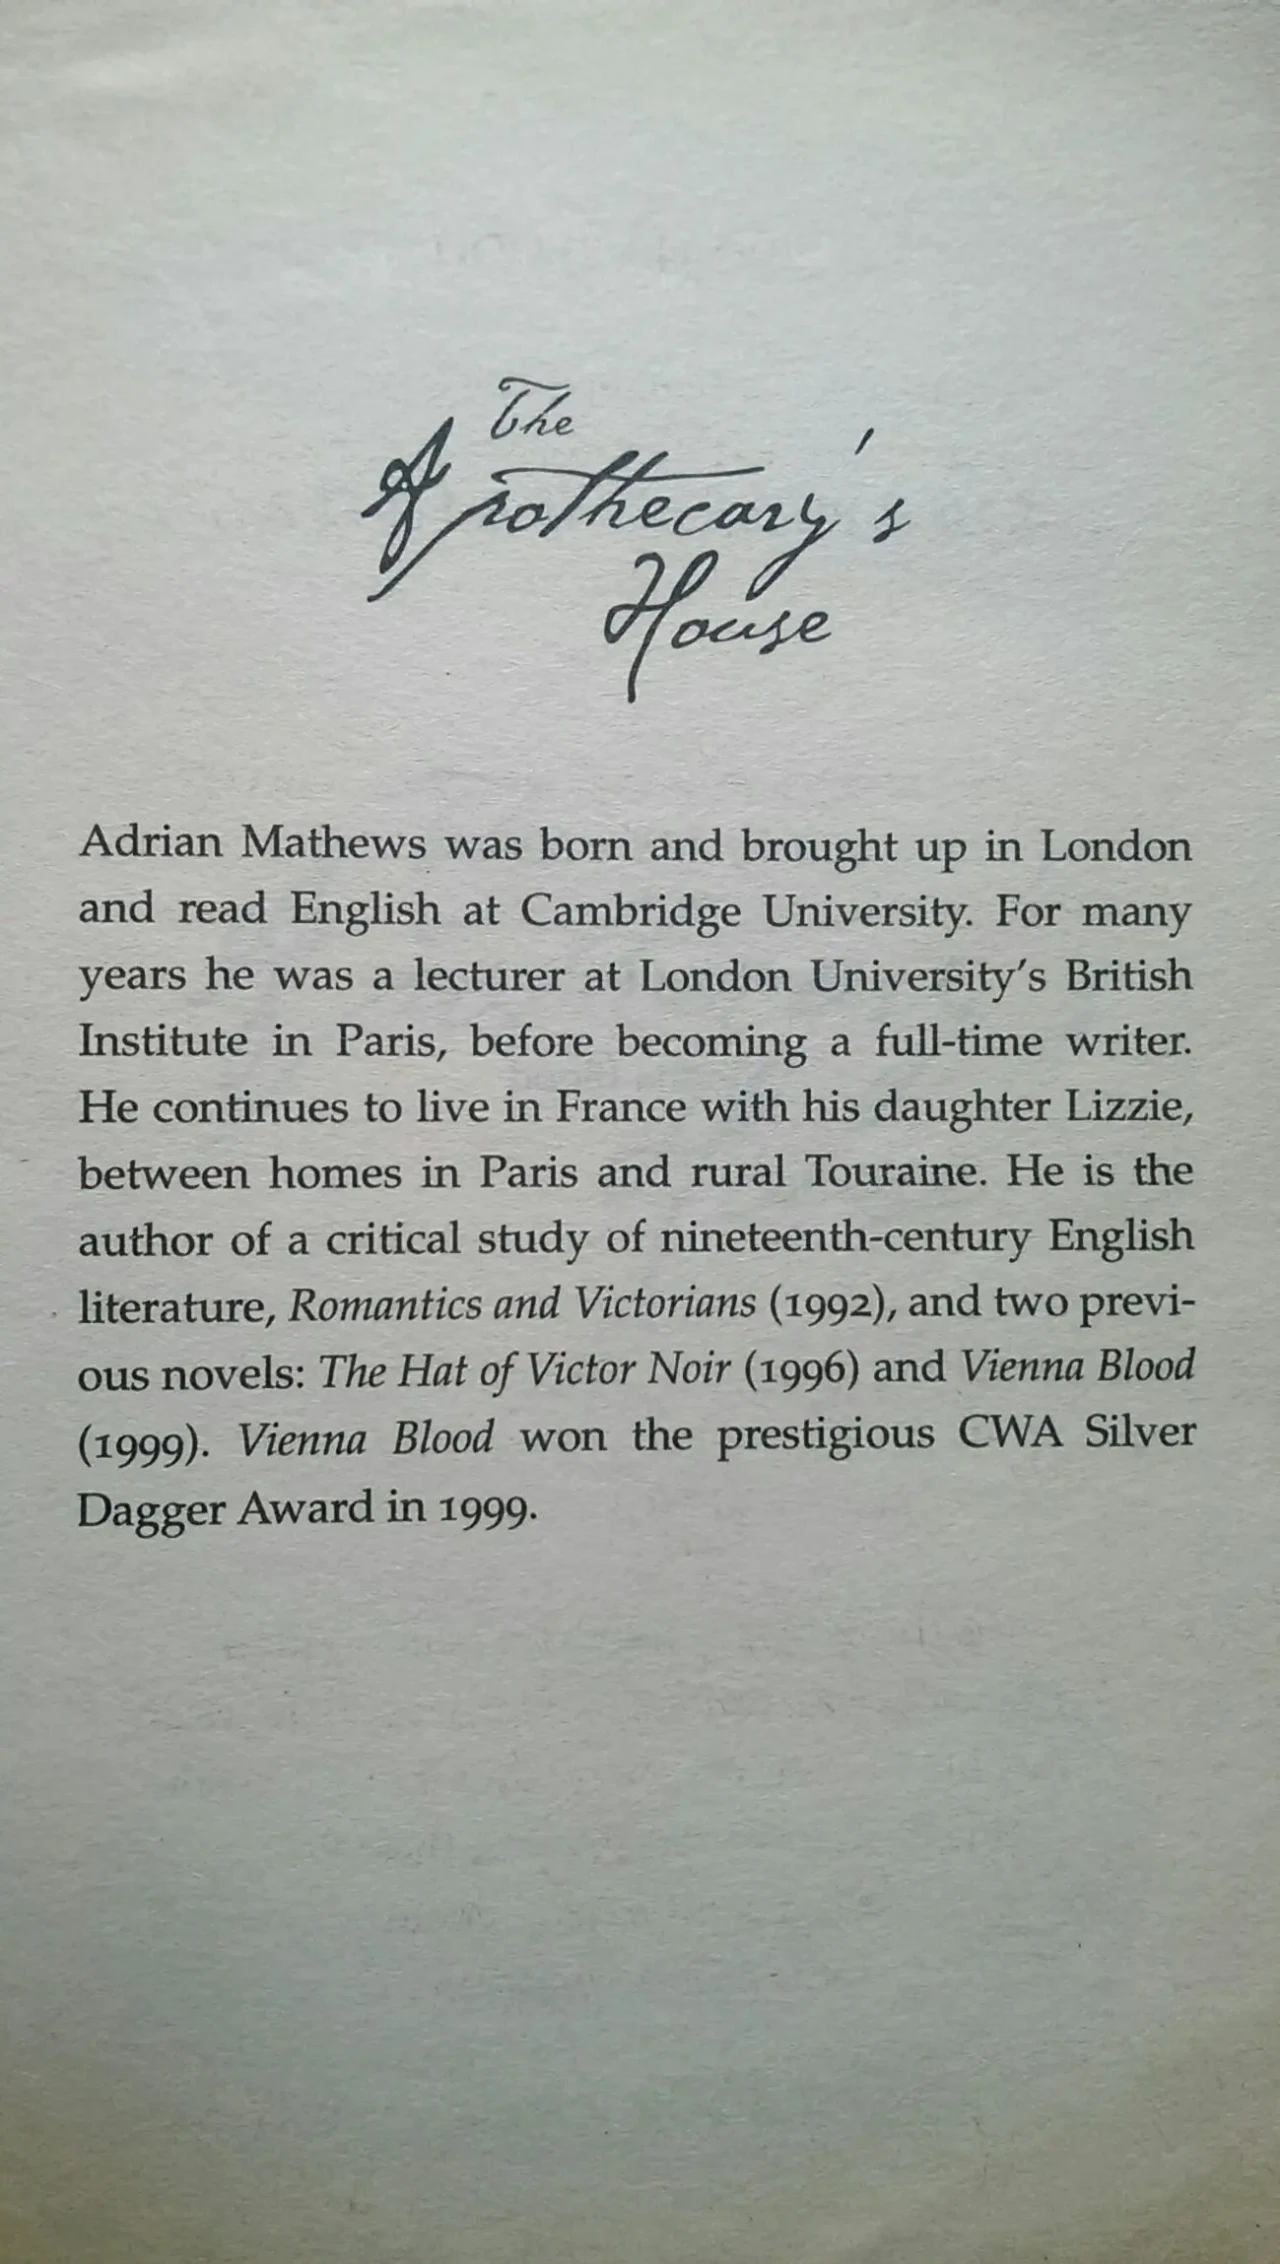 The
Apothecary's
House
Adrian Mathews was born and brought up in London
and read English at Cambridge University. For many
years he was a lecturer at London University's British
Institute in Paris, before becoming a full-time writer.
He continues to live in France with his daughter Lizzie,
between homes in Paris and rural Touraine. He is the
author of a critical study of nineteenth-century English
literature, Romantics and Victorians (1992), and two previ-
ous novels: The Hat of Victor Noir (1996) and Vienna Blood
(1999). Vienna Blood won the prestigious CWA Silver
Dagger Award in 1999.